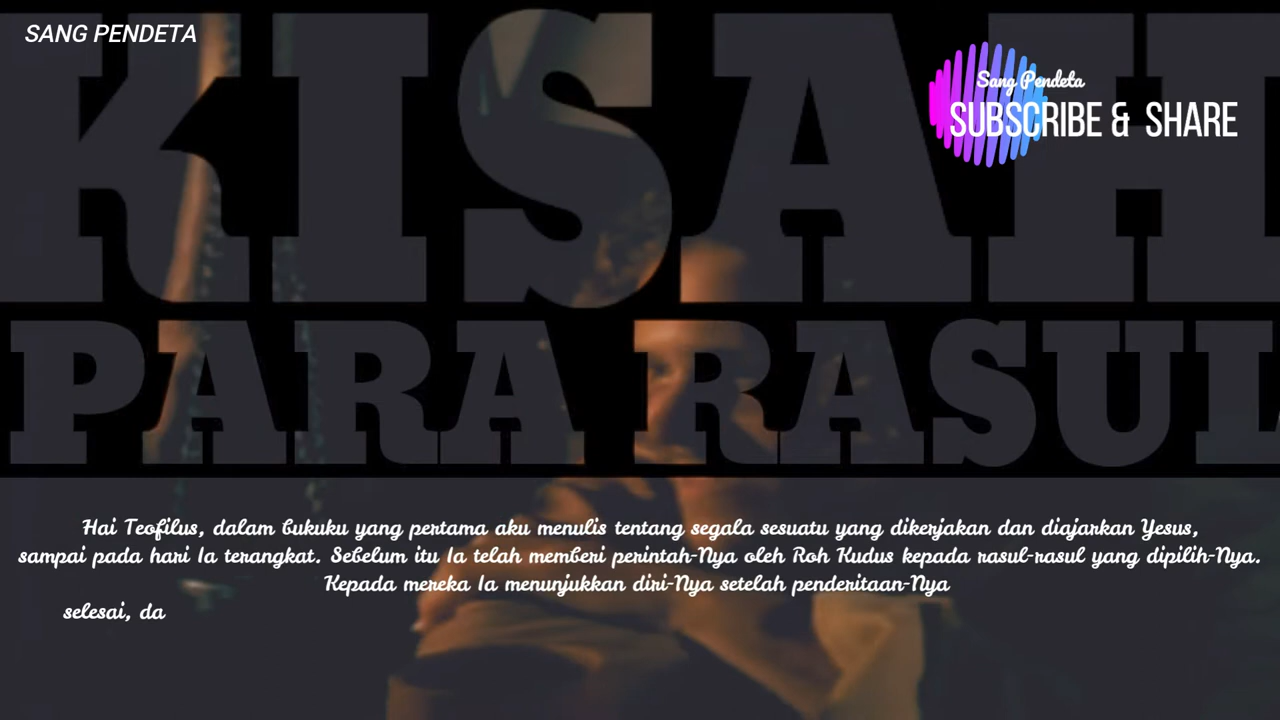 SANG PENDETA
KISAH
PARA RASUL
Sang Pendeta
SUBSCRIBE & SHARE
Hai Teofilus, dalam bukuku yang pertama aku menulis tentang segala sesuatu yang dikerjakan dan diajarkan Yesus,
sampai pada hari Ia terangkat. Sebelum itu Ia telah memberi perintah-Nya oleh Roh Kudus kepada rasul-rasul yang dipilih-Nya.
Kepada mereka Ia menunjukkan diri-Nya setelah penderitaan-Nya
selesai, da